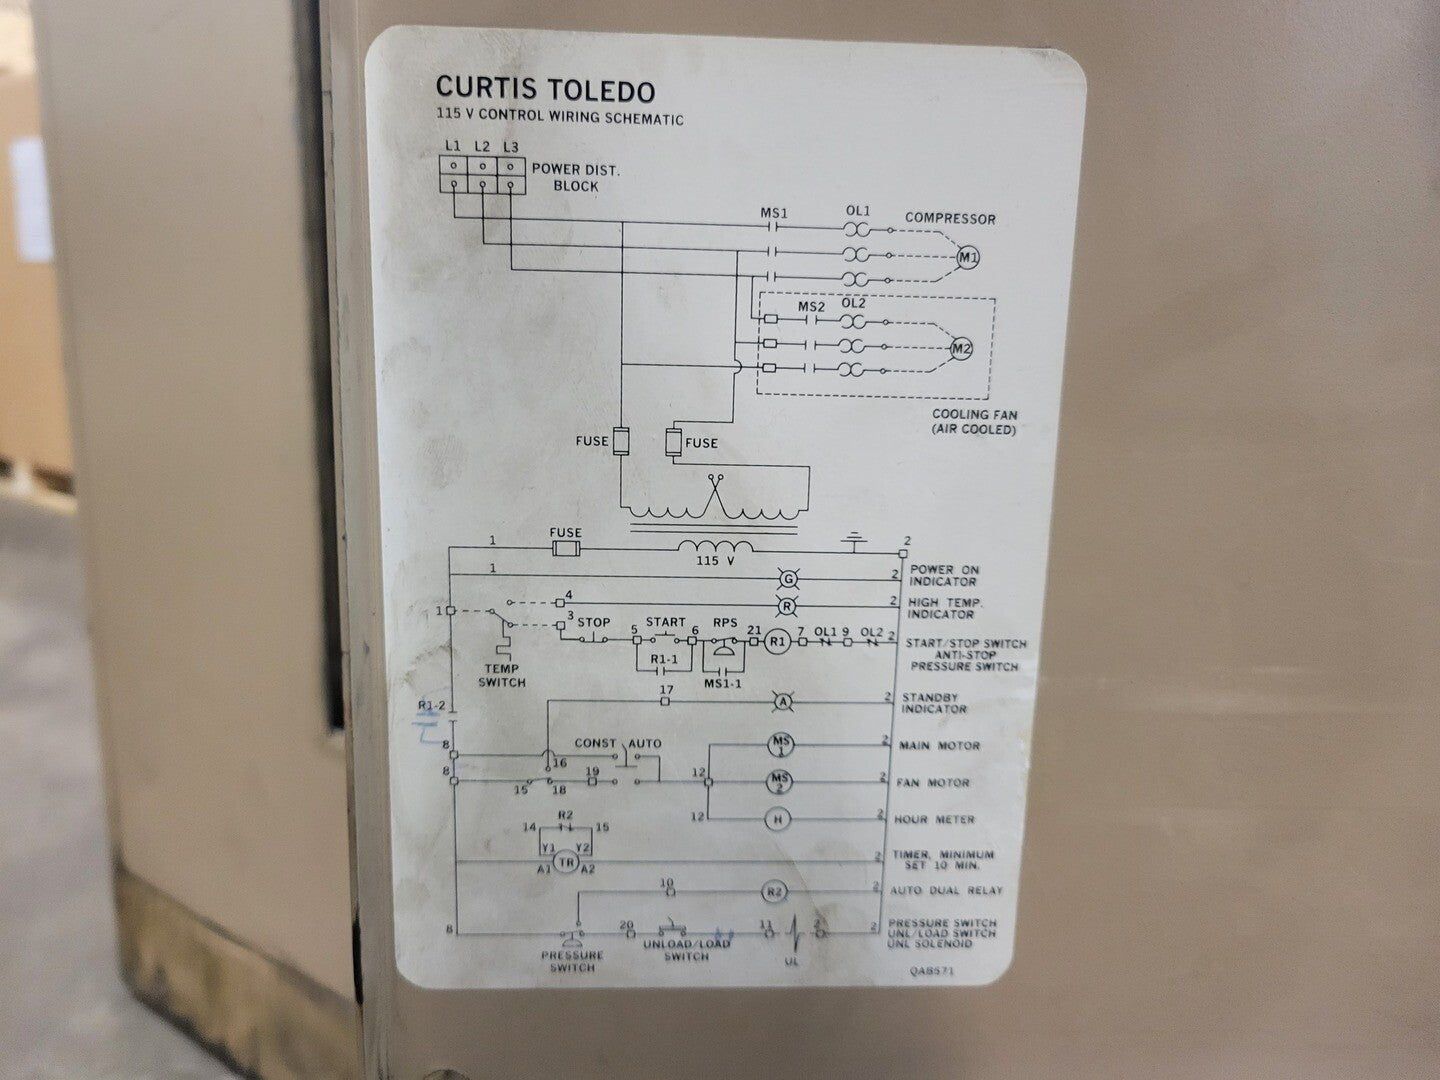 CURTIS TOLEDO
115 V CONTROL WIRING SCHEMATIC
L1 L2 L3
POWER DIST.
BLOCK
MS1 OL1 COMPRESSOR
M1
MS2 OL2
M2
COOLING FAN
(AIR COOLED)
FUSE FUSE
FUSE
1 2
115 V
1 G 2 POWER ON
INDICATOR
1 4 R 2 HIGH TEMP.
INDICATOR
3 STOP 5 START 6 RPS 21 R1 7 OL1 9 OL2 2 START/STOP SWITCH
ANTI-STOP
PRESSURE SWITCH
R1-1
MS1-1
TEMP
SWITCH
17 A 2 STANDBY
INDICATOR
R1-2
8 CONST AUTO MS 1 2 MAIN MOTOR
16
8 15 18 19 12 MS 2 2 FAN MOTOR
12 H 2 HOUR METER
R2
14 15
Y1 Y2
A1 TR A2 2 TIMER, MINIMUM
SET 10 MIN.
10 R2 2 AUTO DUAL RELAY
8 20 11 2 2 PRESSURE SWITCH
UNL/LOAD SWITCH
UNL SOLENOID
UNLOAD/LOAD
SWITCH
PRESSURE
SWITCH
UL
QAB571